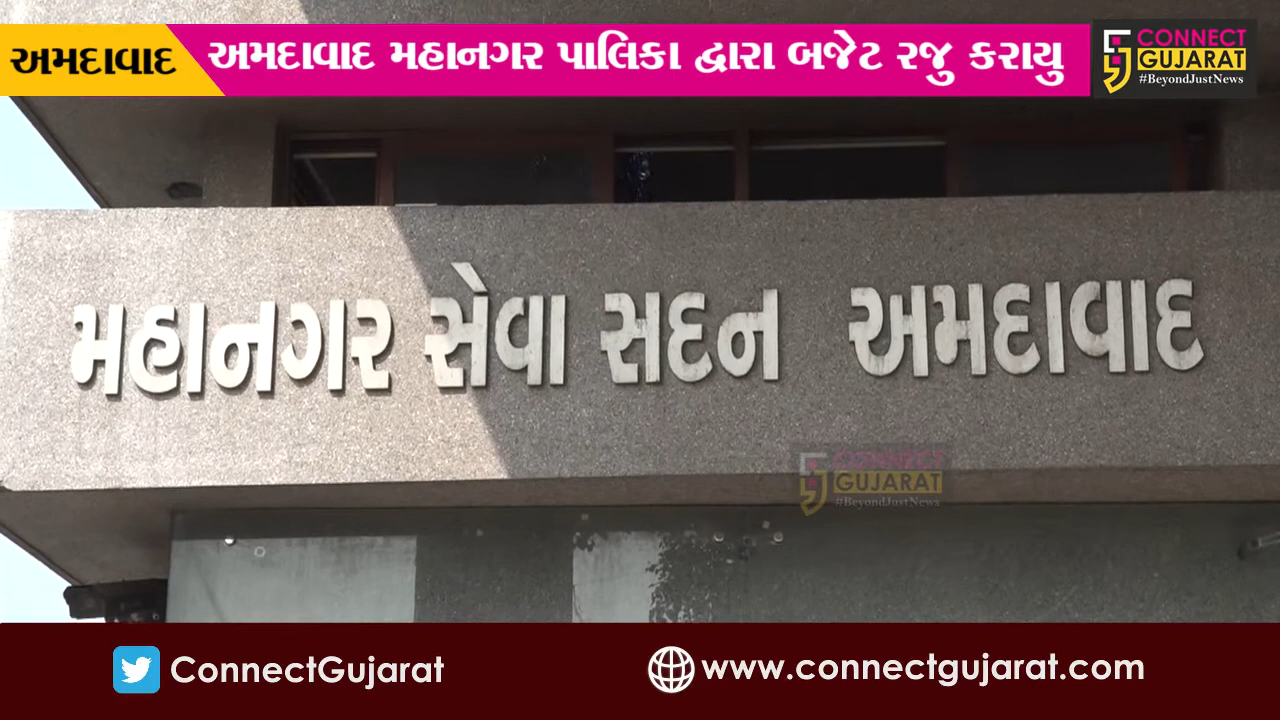 અમદાવાદ
અમદાવાદ મહાનગર પાલિકા દ્વારા બજેટ રજુ કરાયુ
CONNECT
GUJARAT
#BeyondJustNews
મહાનગર સેવા સદન અમદાવાદ
CONNECT
GUJARAT
#BeyondJustNews
ConnectGujarat
www.connectgujarat.com